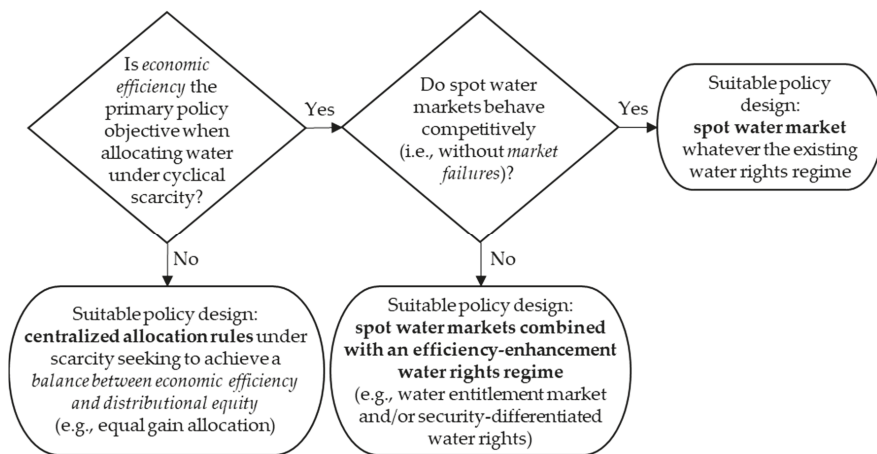 Is economic
efficiency the
primary policy
objective when
allocating water
under cyclical
scarcity?
Yes
Do spot water
markets behave
competitively
(i.e., without market
failures)?
Yes
Suitable policy
design:
spot water market
whatever the existing
water rights regime
No
Suitable policy design:
centralized allocation rules under
scarcity seeking to achieve a
balance between economic efficiency
and distributional equity
(e.g., equal gain allocation)
No
Suitable policy design:
spot water markets combined
with an efficiency-enhancement
water rights regime
(e.g., water entitlement market
and/or security-differentiated
water rights)